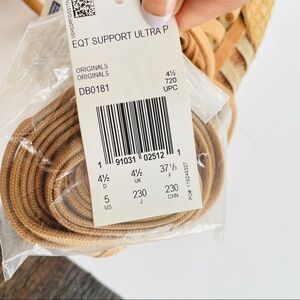 EQT SUPPORT ULTRA P
ORIGINALS
ORIGINALS
4½
DB0181
720
UPC
1 91031 02512 1
4½ 4½ 37⅓
D UK F
5 230 230
US J CHN